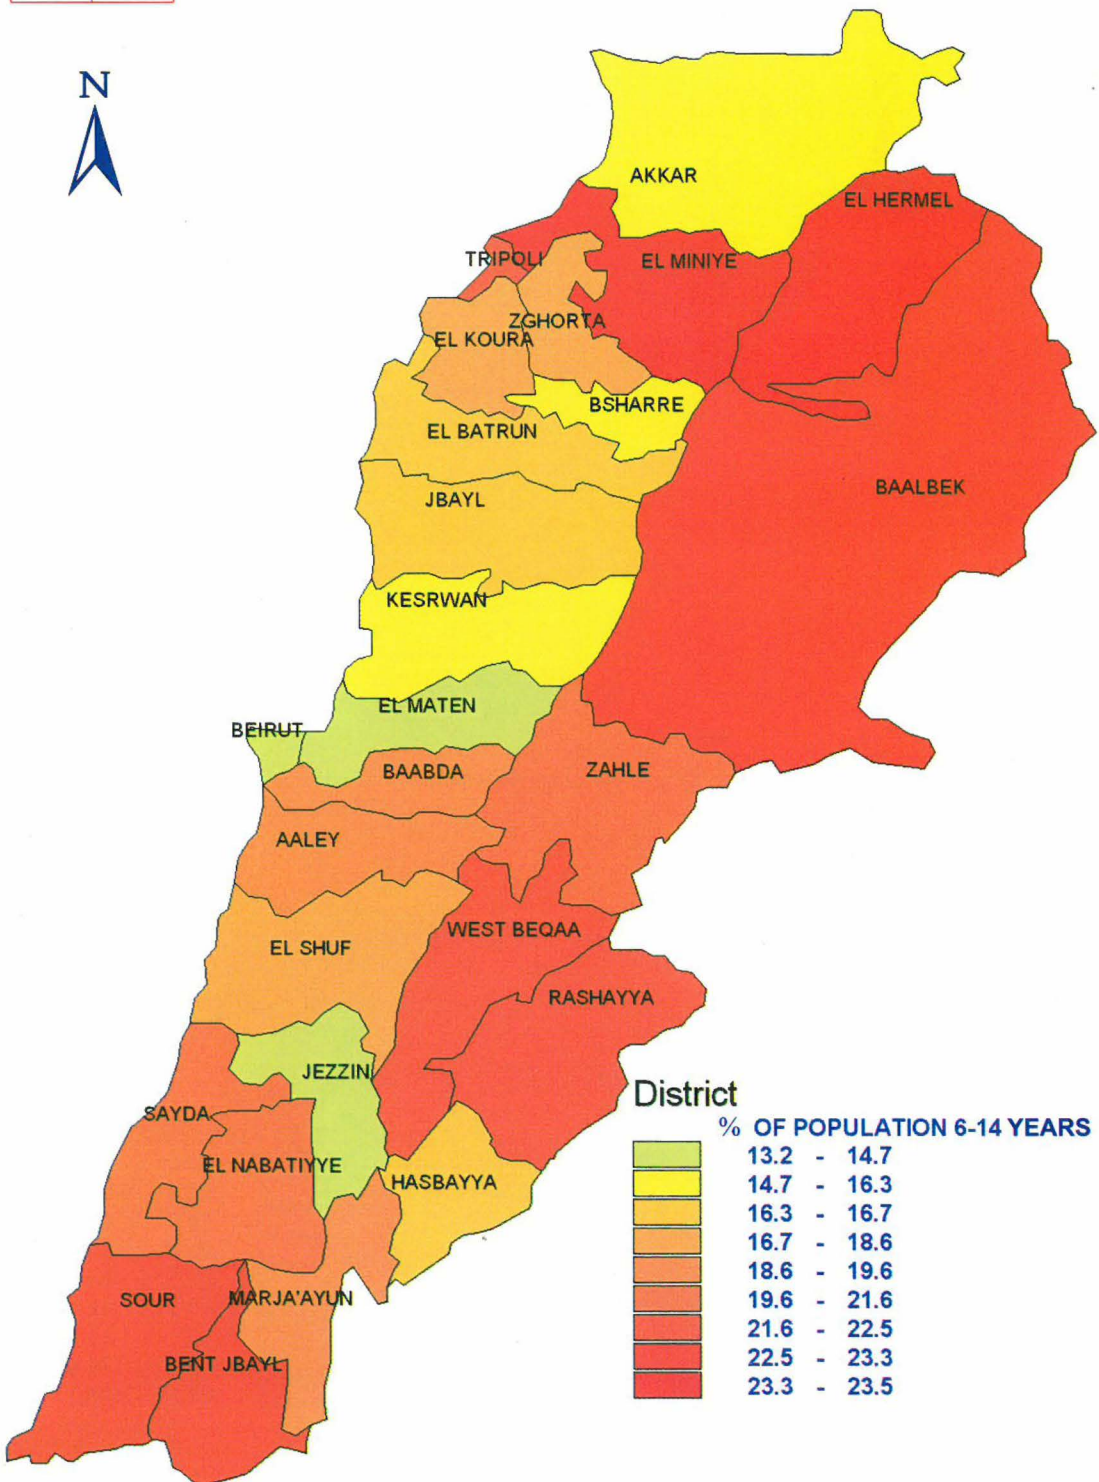 N
AKKAR
EL HERMEL
TRIPOLI
EL MINIYE
ZGHORTA
EL KOURA
BSHARRE
EL BATRUN
BAALBEK
JBAYL
KESRWAN
EL MATEN
BEIRUT
BAABDA
ZAHLE
AALEY
WEST BEQAA
EL SHUF
RASHAYYA
JEZZIN
SAYDA
EL NABATIYYE
HASBAYYA
SOUR
MARJA'AYUN
BENT JBAYL
District
% OF POPULATION 6-14 YEARS
13.2 - 14.7
14.7 - 16.3
16.3 - 16.7
16.7 - 18.6
18.6 - 19.6
19.6 - 21.6
21.6 - 22.5
22.5 - 23.3
23.3 - 23.5